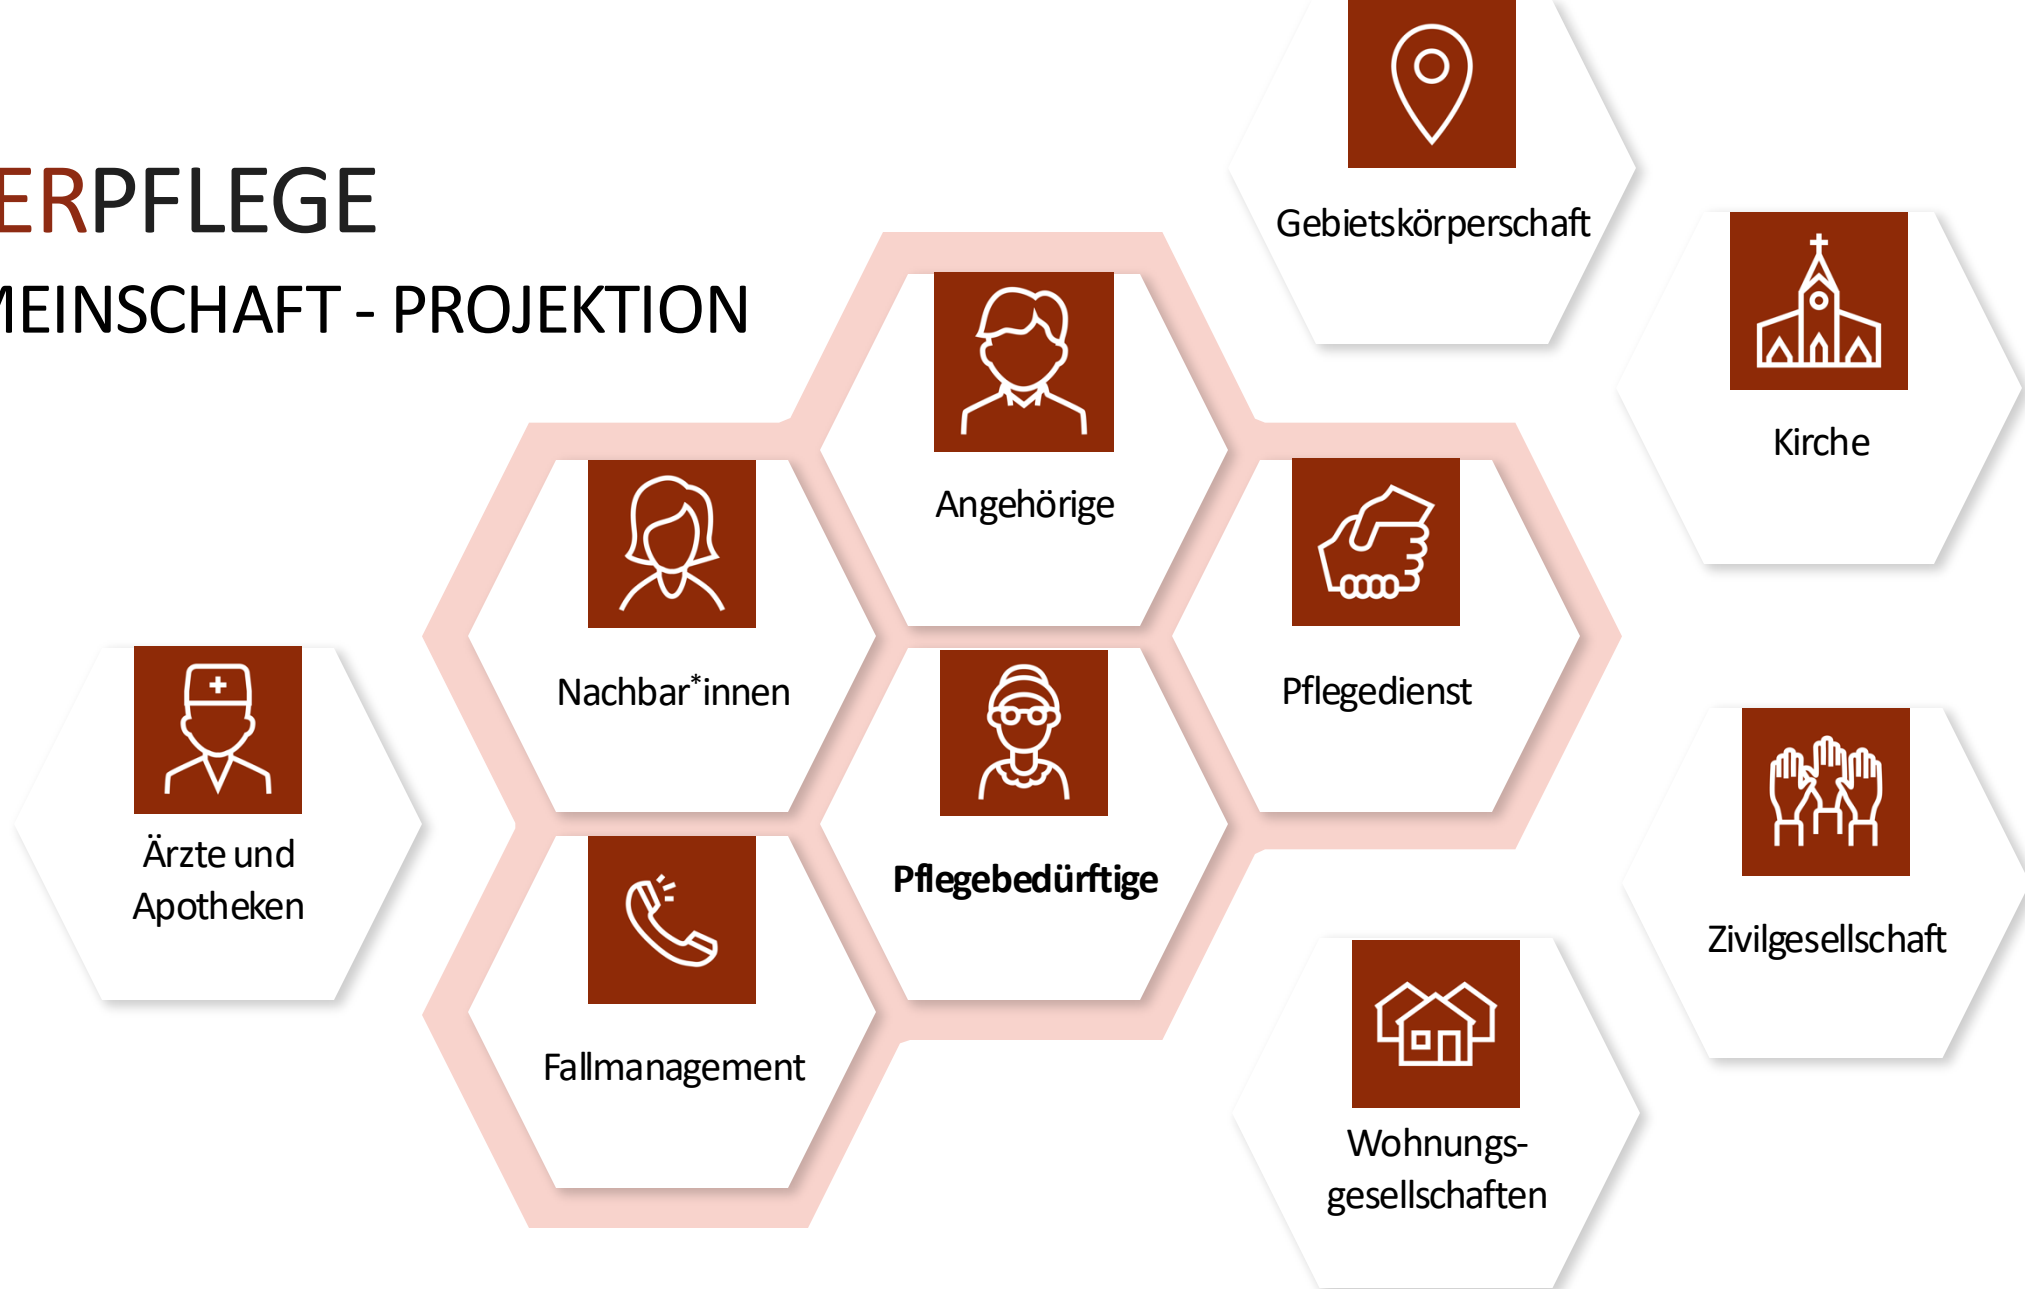 ERPFLEGE
MEINSCHAFT - PROJEKTION
Gebietskörperschaft
Kirche
Angehörige
Nachbar*innen
Pflegedienst
Ärzte und
Apotheken
Pflegebedürftige
Zivilgesellschaft
Fallmanagement
Wohnungs-
gesellschaften